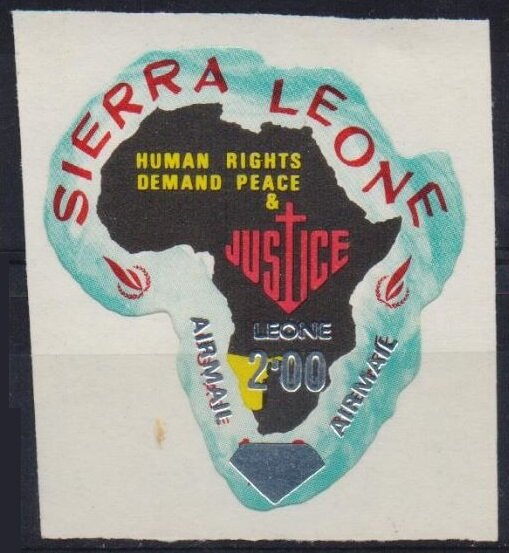 SIERRA LEONE
HUMAN RIGHTS
DEMAND PEACE
&
JUSTICE
LEONE
2·00
AIRMAIL
AIRMAIL